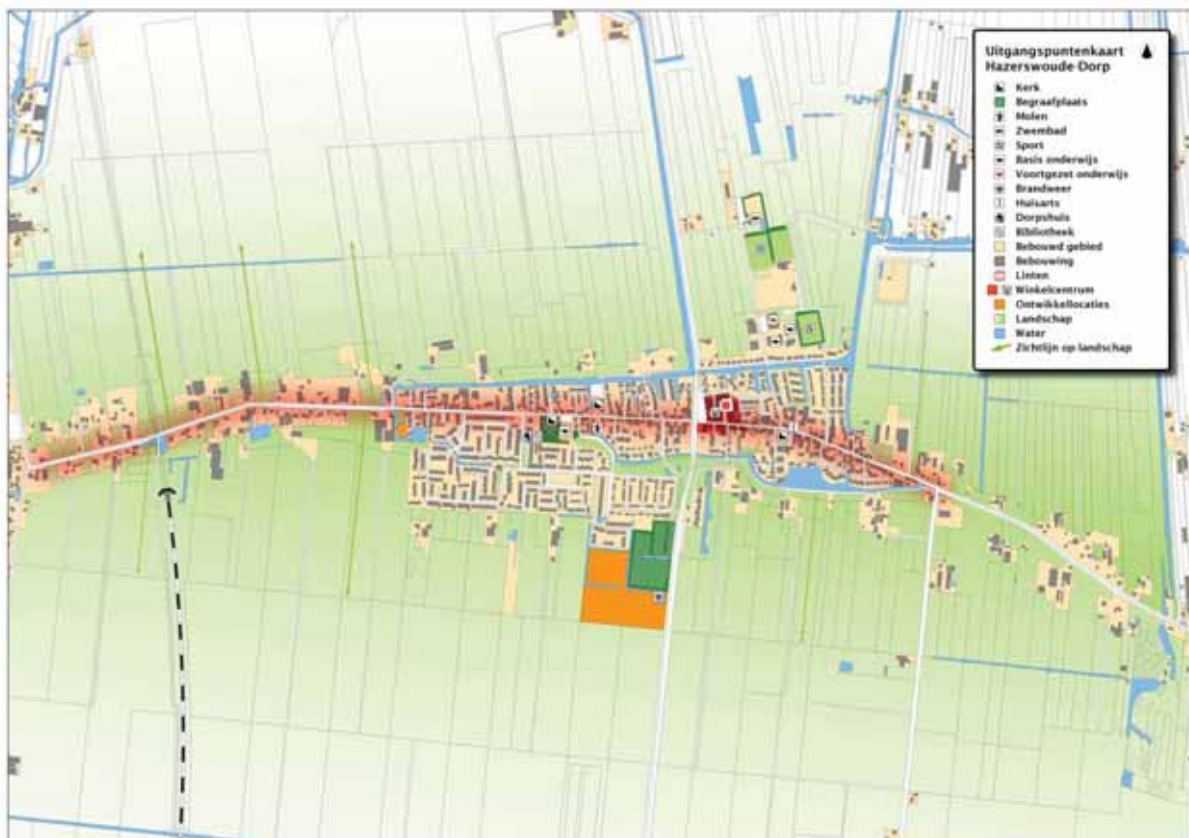 Uitgangspuntenkaart
Hazerswoude-Dorp
Kerk
Begraafplaats
Molen
Zwembad
Sport
Basis onderwijs
Voortgezet onderwijs
Brandweer
Huisarts
Dorpshuis
Bibliotheek
Bebouwd gebied
Bebouwing
Linten
Winkelcentrum
Ontwikkellocaties
Landschap
Water
Zichtlijn op landschap